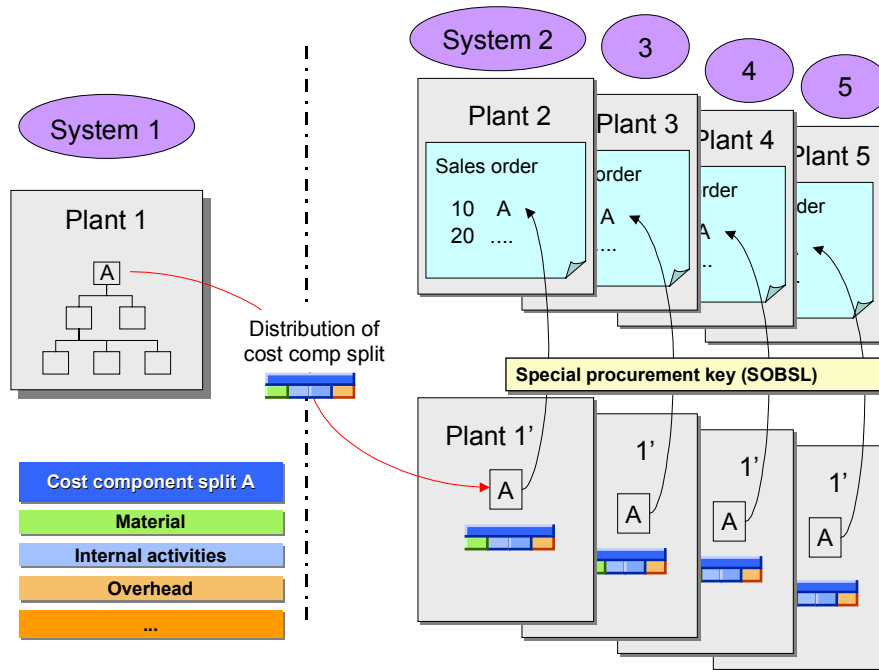 System 1
Plant 1
A
Distribution of
cost comp split
Cost component split A
Material
Internal activities
Overhead
...
System 2
3
4
5
Plant 2
Sales order
10 A
20 ....
Plant 3
order
A
....
Plant 4
order
A
..
Plant 5
der
Special procurement key (SOBSL)
Plant 1’
A
1’
A
1’
A
1’
A